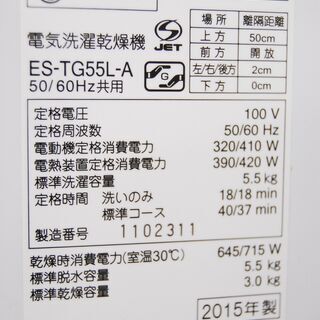 電気洗濯乾燥機
JET
ES-TG55L-A
50/60Hz共用
方向 離隔距離
上方 50cm
前方 開放
左/右/後方 2cm
下方 0cm
定格電圧 100 V
定格周波数 50/60 Hz
電動機定格消費電力 320/410 W
電熱装置定格消費電力 390/420 W
標準洗濯容量 5.5 kg
定格時間 洗いのみ 18/18 min
標準コース 40/37 min
製造番号 1102311
乾燥時消費電力(室温30℃) 645/715 W
標準脱水容量 5.5 kg
標準乾燥容量 3.0 kg
2015年製